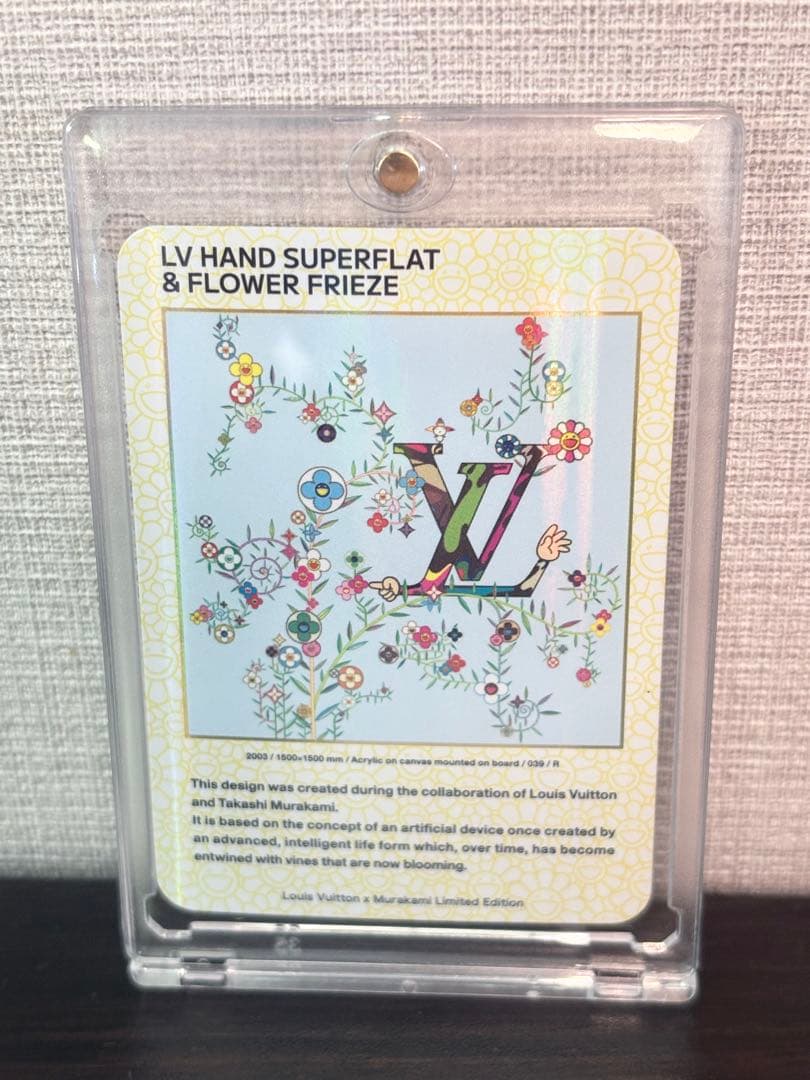 LV HAND SUPERFLAT
& FLOWER FRIEZE
LV
2003 / 1500×1500 mm / Acrylic on canvas mounted on board / 039 / R
This design was created during the collaboration of Louis Vuitton
and Takashi Murakami.
It is based on the concept of an artificial device once created by
an advanced, intelligent life form which, over time, has become
entwined with vines that are now blooming.
Louis Vuitton x Murakami Limited Edition